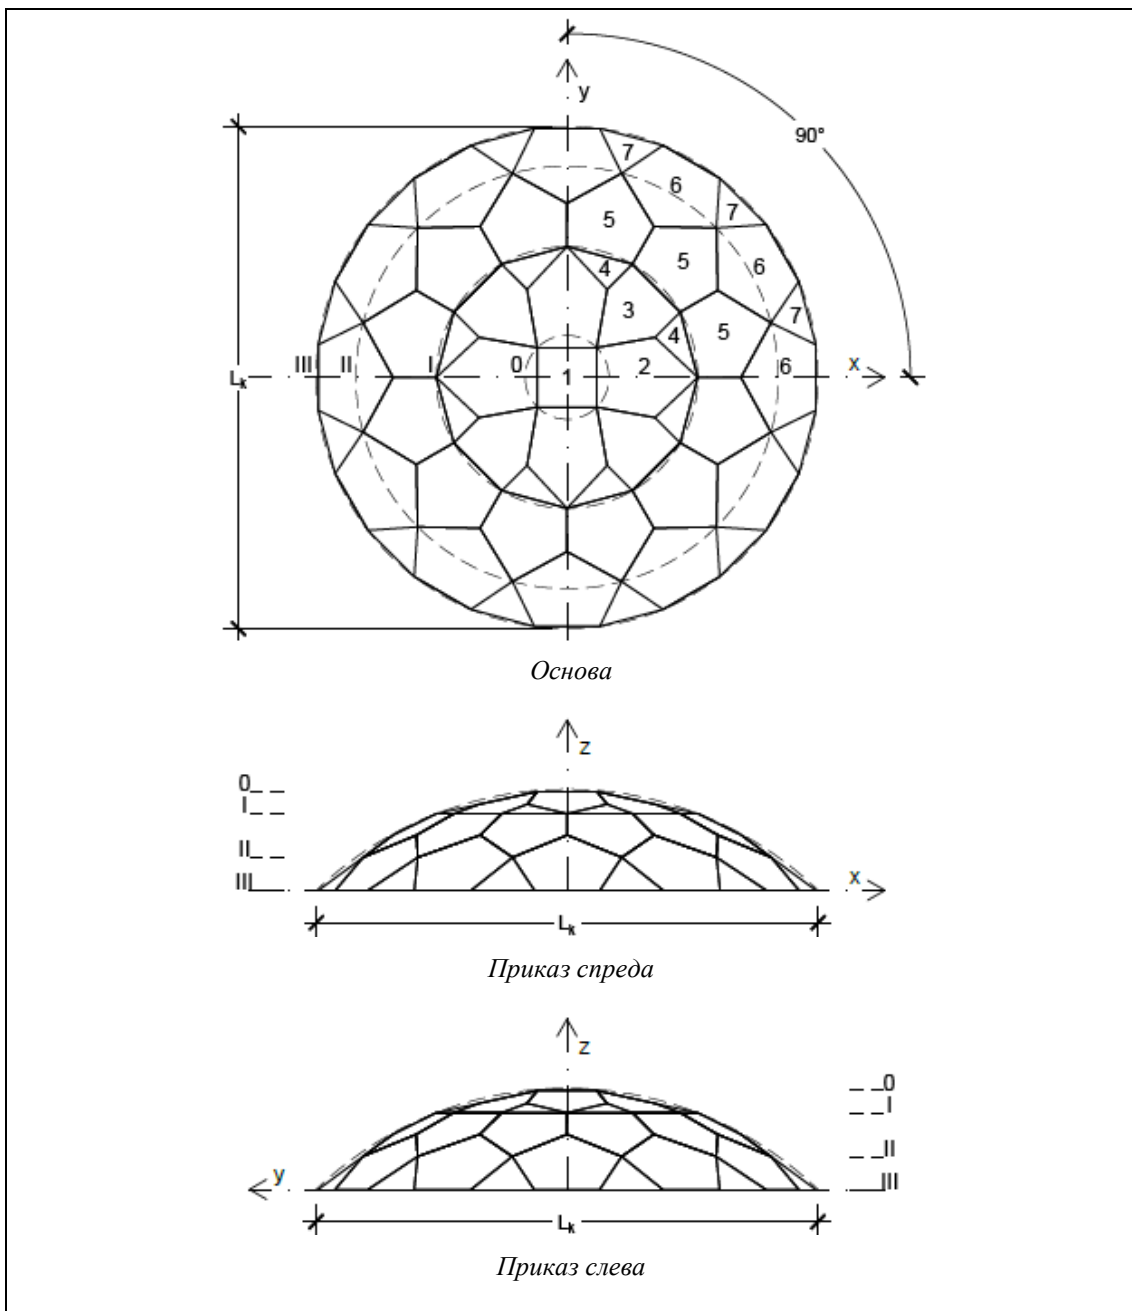 y
90°
7
6
7
5
6
5
4
3
7
4
5
III II I 0 1 2 6 x
Lk
Основа
z
0
I
II
III
x
Lk
Приказ спреда
z
0
I
II
y
III
Lk
Приказ слева